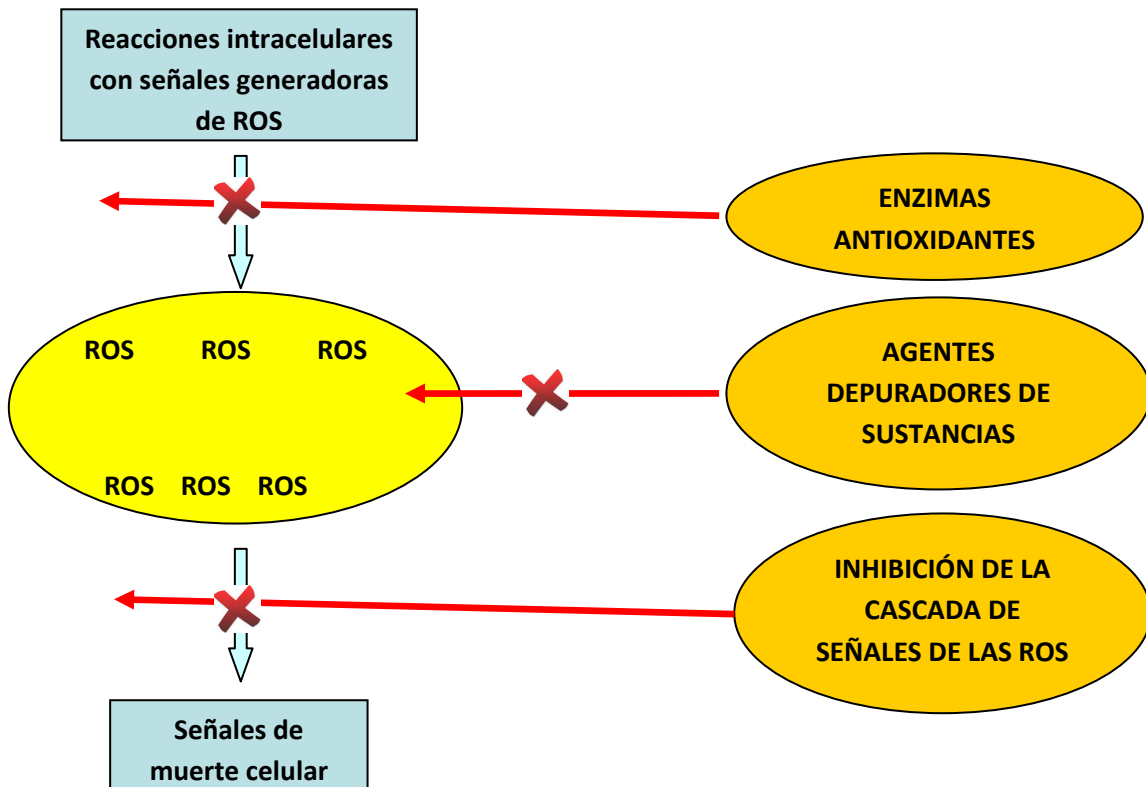 Reacciones intracelulares
con señales generadoras
de ROS
ENZIMAS
ANTIOXIDANTES
ROS ROS ROS
AGENTES
DEPURADORES DE
SUSTANCIAS
ROS ROS ROS
INHIBICIÓN DE LA
CASCADA DE
SEÑALES DE LAS ROS
Señales de
muerte celular